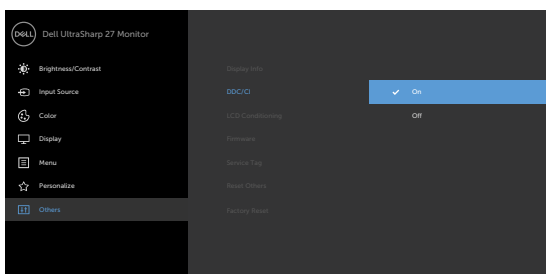 DELL Dell UltraSharp 27 Monitor
Brightness/Contrast
Display Info
Input Source
DDC/CI
On
Color
LCD Conditioning
Off
Display
Firmware
Menu
Service Tag
Personalize
Reset Others
Others
Factory Reset